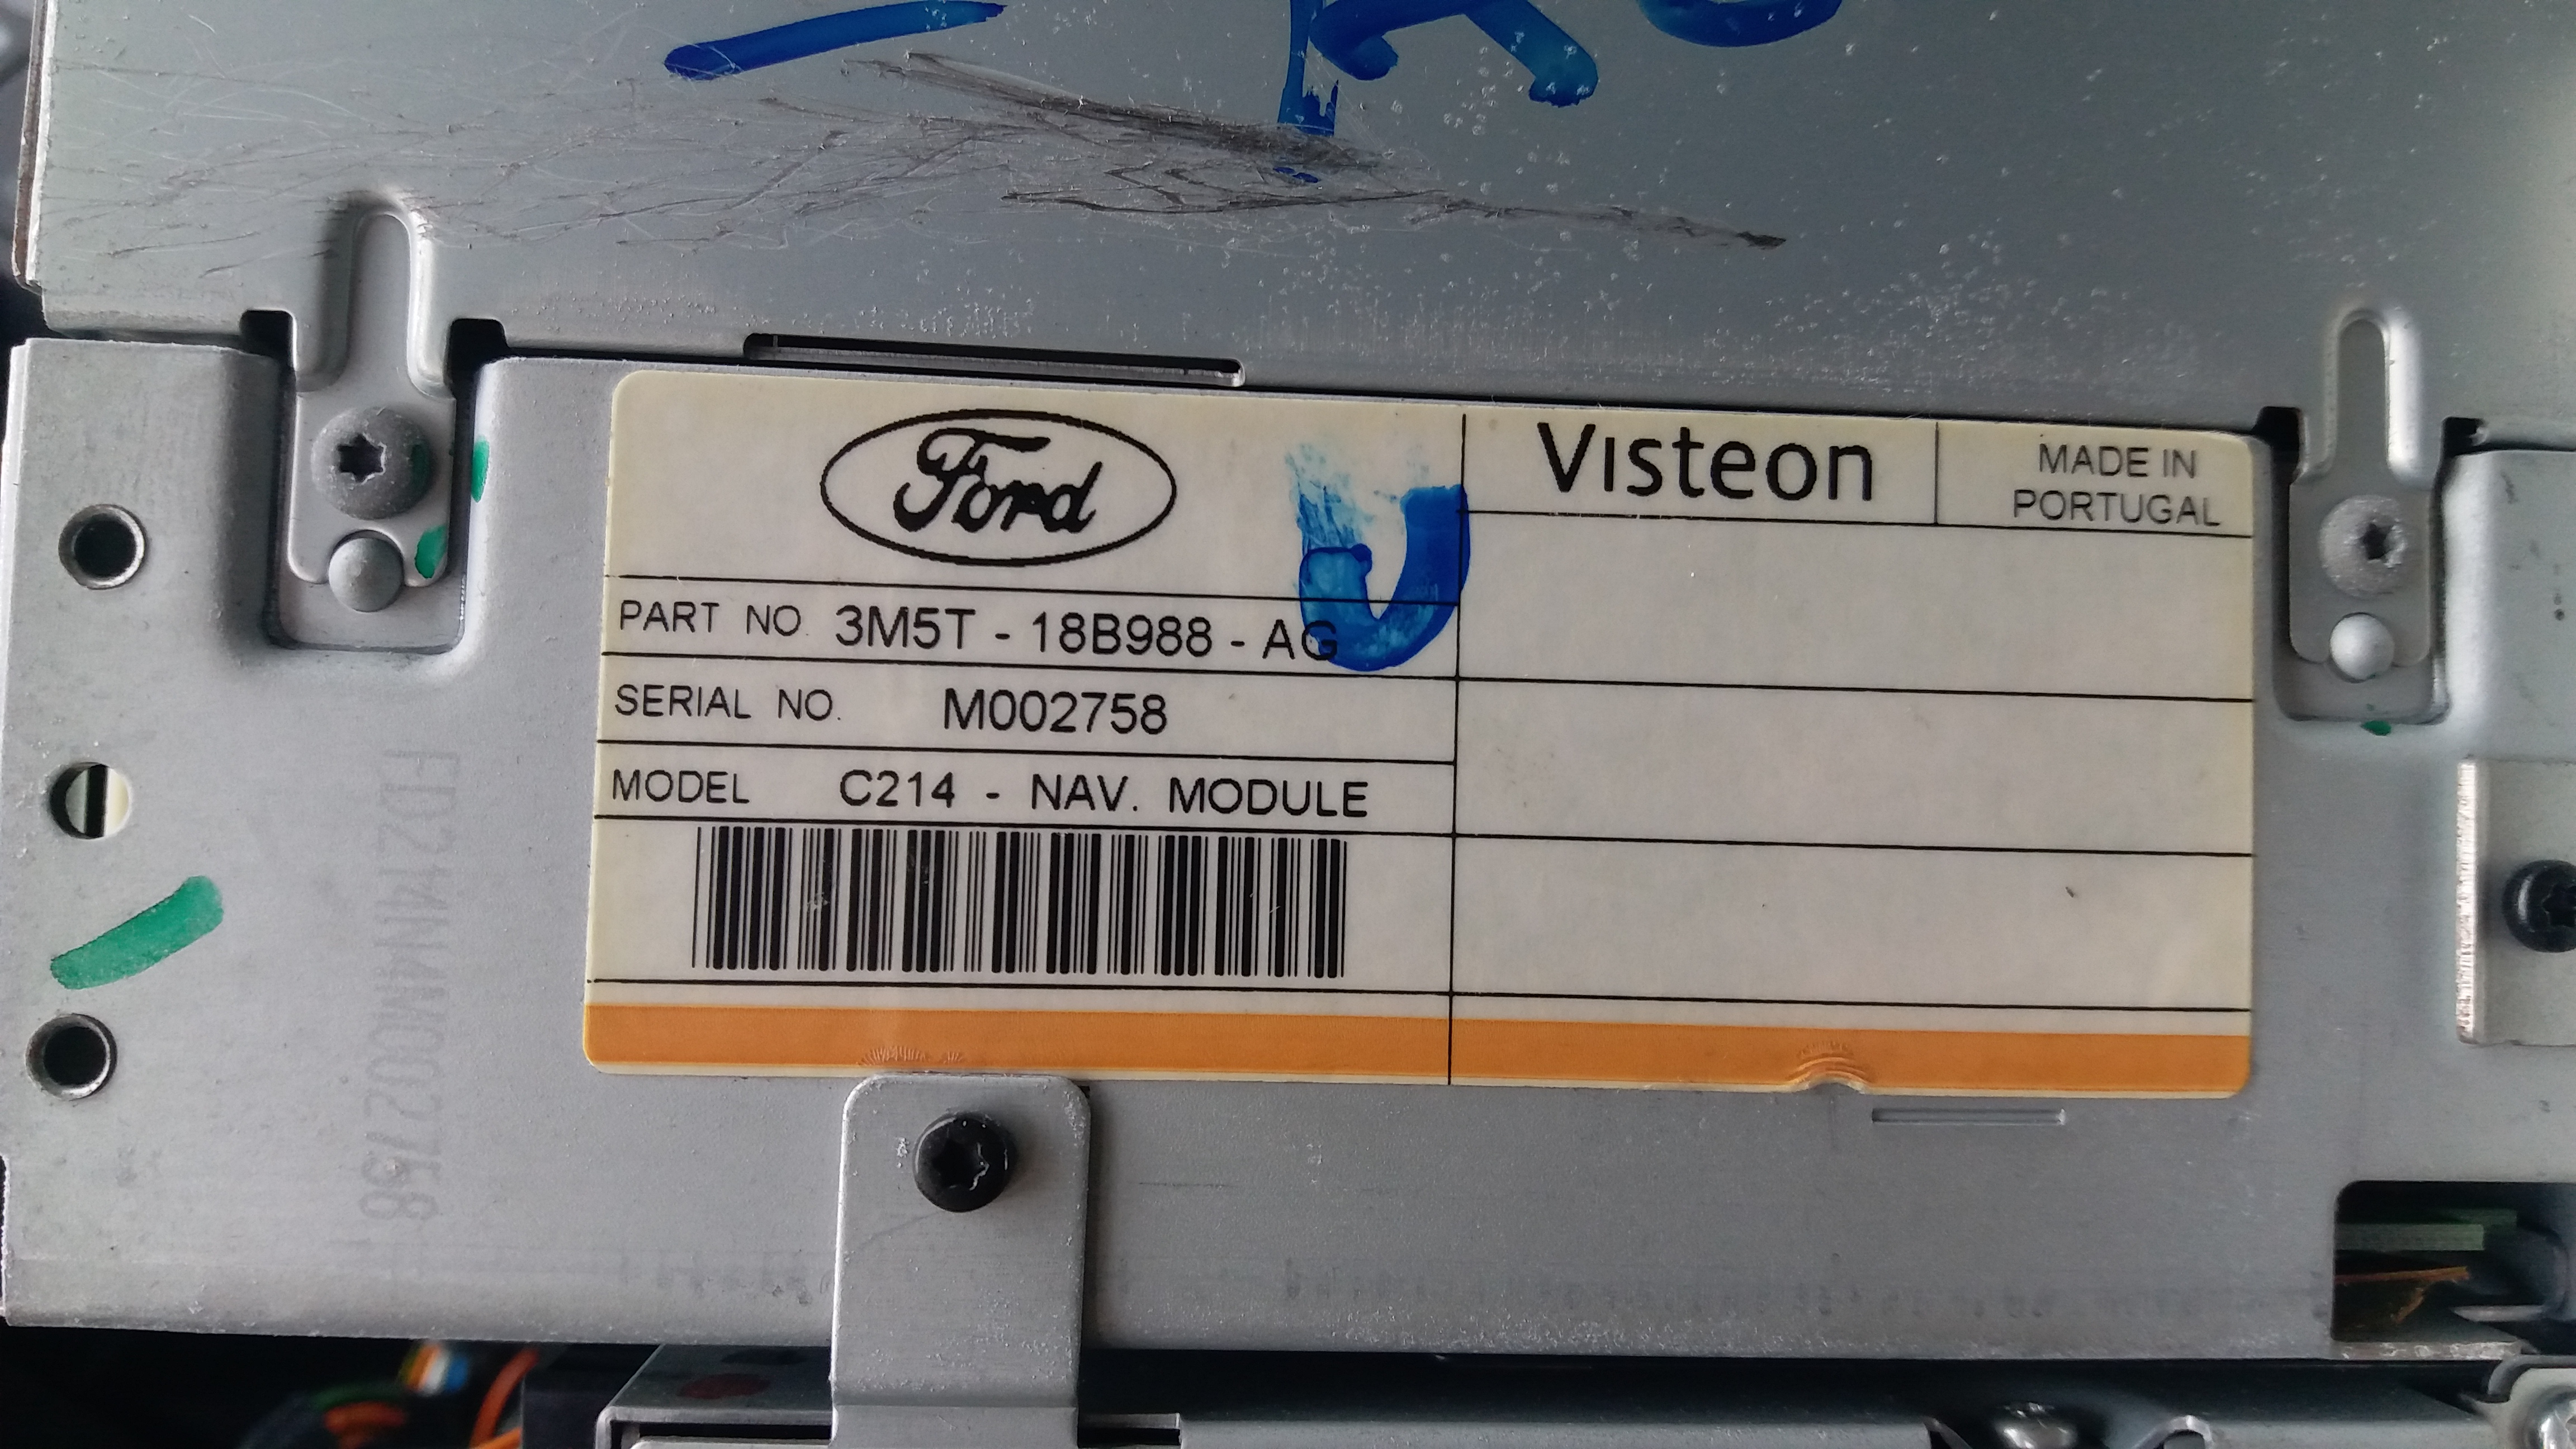 Ford
Visteon
MADE IN
PORTUGAL
PART NO. 3M5T - 18B988 - AG
SERIAL NO. M002758
MODEL C214 - NAV. MODULE